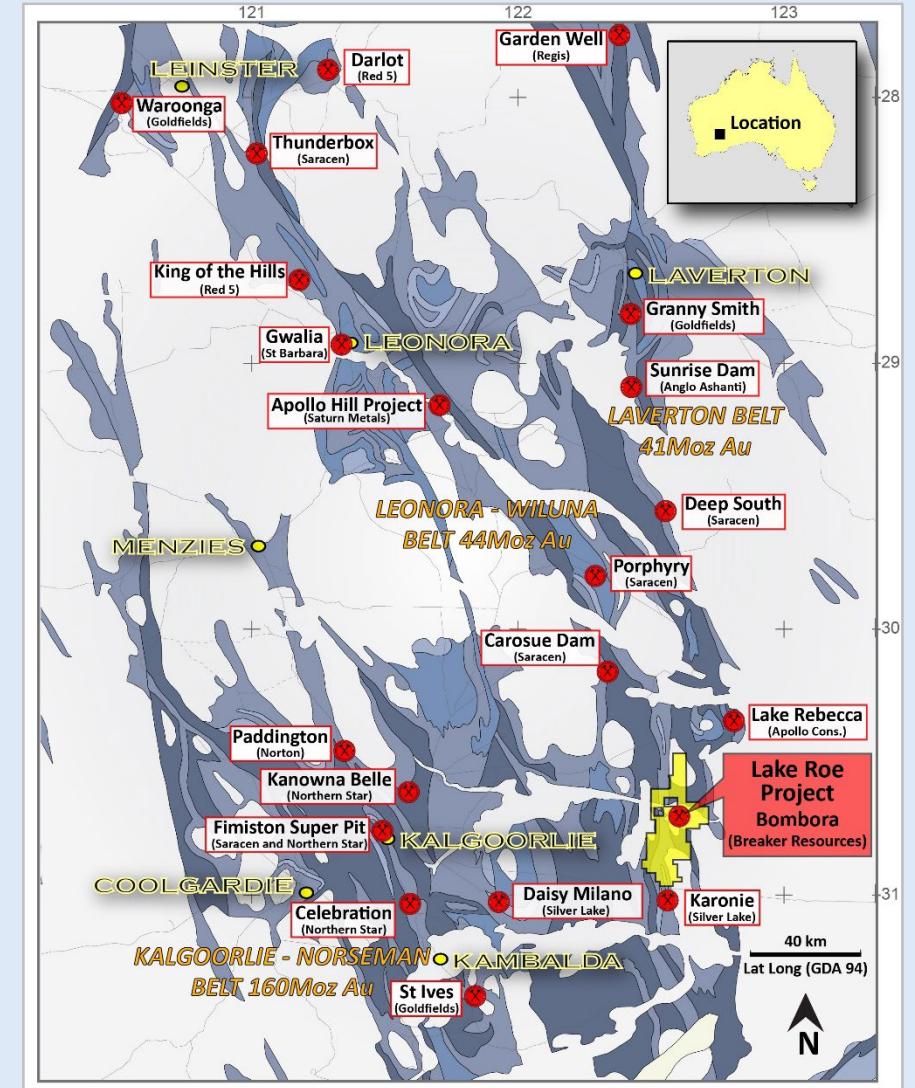 121
122
123
Garden Well
(Regis)
Darlot
(Red 5)
LEINSTER
28
Waroonga
(Goldfields)
Location
Thunderbox
(Saracen)
King of the Hills
(Red 5)
LAVERTON
Granny Smith
(Goldfields)
Gwalia
(St Barbara)
LEONORA
29
Sunrise Dam
(Anglo Ashanti)
Apollo Hill Project
(Saturn Metals)
LAVERTON BELT
41Moz Au
LEONORA - WILUNA
BELT 44Moz Au
Deep South
(Saracen)
MENZIES
Porphyry
(Saracen)
30
Carosue Dam
(Saracen)
Lake Rebecca
(Apollo Cons.)
Paddington
(Norton)
Kanowna Belle
(Northern Star)
Lake Roe
Project
Bombora
(Breaker Resources)
Fimiston Super Pit
(Saracen and Northern Star)
KALGOORLIE
COOLGARDIE
31
Celebration
(Northern Star)
Daisy Milano
(Silver Lake)
Karonie
(Silver Lake)
KALGOORLIE - NORSEMAN
BELT 160Moz Au
KAMBALDA
40 km
Lat Long (GDA 94)
St Ives
(Goldfields)
N